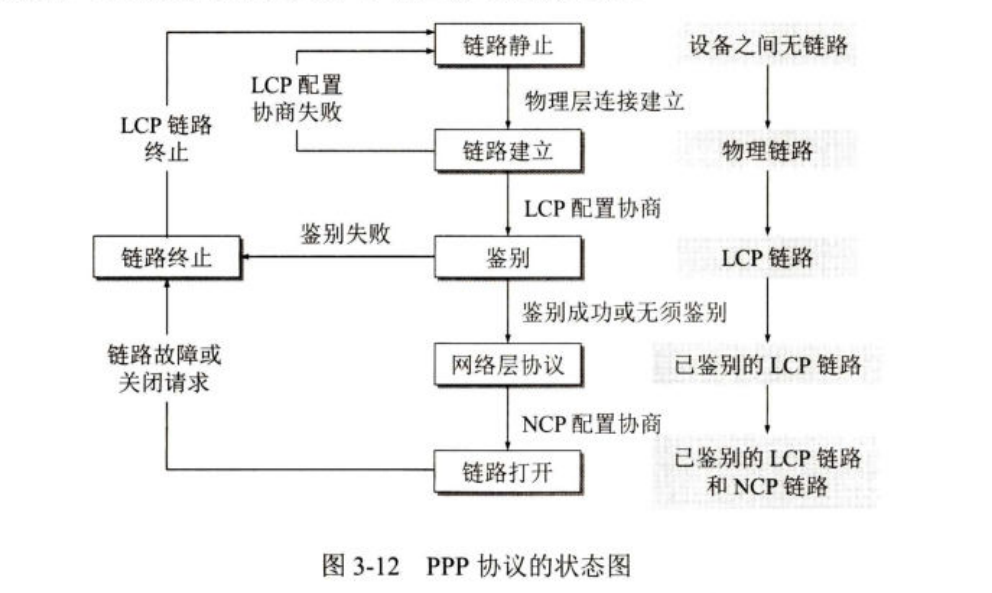 链路静止
设备之间无链路
LCP 配置
协商失败
物理层连接建立
LCP 链路
终止
链路建立
物理链路
LCP 配置协商
鉴别失败
链路终止
鉴别
LCP 链路
鉴别成功或无须鉴别
链路故障或
关闭请求
网络层协议
已鉴别的 LCP 链路
NCP 配置协商
链路打开
已鉴别的 LCP 链路
和 NCP 链路
图 3-12 PPP 协议的状态图